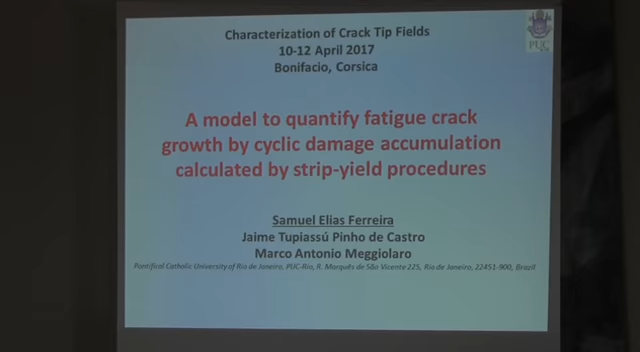 Characterization of Crack Tip Fields
10-12 April 2017
Bonifacio, Corsica
PUC
A model to quantify fatigue crack
growth by cyclic damage accumulation
calculated by strip-yield procedures
Samuel Elias Ferreira
Jaime Tupiassú Pinho de Castro
Marco Antonio Meggiolaro
Pontifical Catholic University of Rio de Janeiro, PUC-Rio, R. Marquês de São Vicente 225, Rio de Janeiro, 22451-900, Brazil